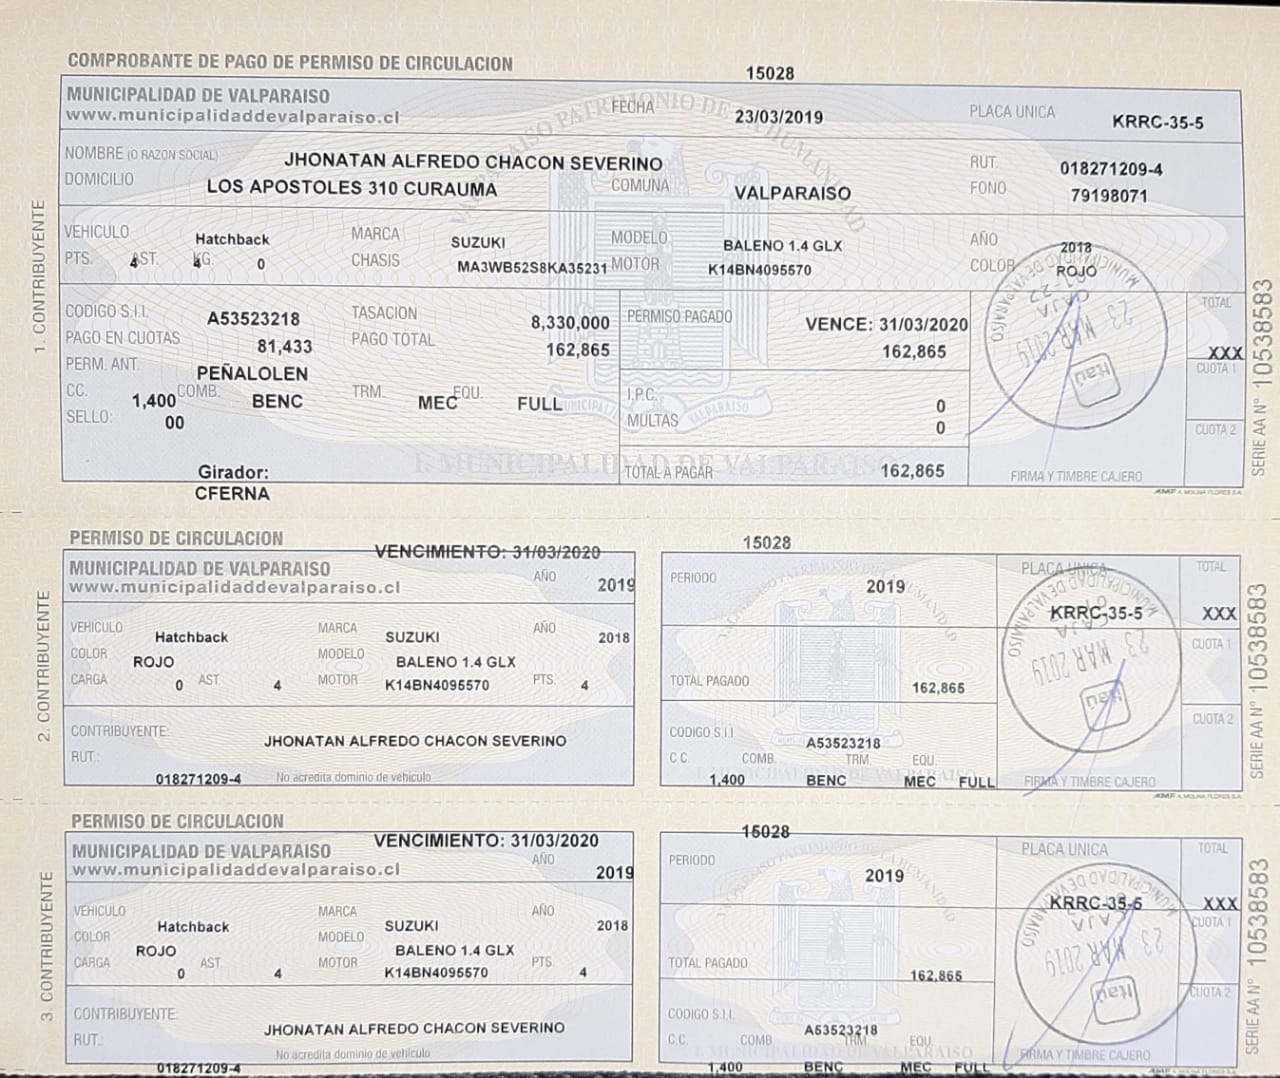 COMPROBANTE DE PAGO DE PERMISO DE CIRCULACION 15028
MUNICIPALIDAD DE VALPARAISO
www.municipalidaddevalparaiso.cl
FECHA 23/03/2019 PLACA UNICA KRRC-35-5
NOMBRE (O RAZON SOCIAL) JHONATAN ALFREDO CHACON SEVERINO RUT. 018271209-4
DOMICILIO LOS APOSTOLES 310 CURAUMA COMUNA VALPARAISO FONO 79198071
VEHICULO Hatchback MARCA SUZUKI MODELO BALENO 1.4 GLX AÑO 2018
PTS. 4 AST. 4 KG. 0 CHASIS MA3WB52S8KA35231 MOTOR K14BN4095570 COLOR ROJO
CODIGO S.I.I. A53523218 TASACION 8,330,000 PERMISO PAGADO VENCE: 31/03/2020 TOTAL
PAGO EN CUOTAS 81,433 PAGO TOTAL 162,865 162,865 XXX
PERM. ANT. PEÑALOLEN CUOTA 1
CC. 1,400 COMB. BENC TRM. MEC EQU. FULL I.P.C. 0
SELLO: 00 MULTAS 0 CUOTA 2
Girador: TOTAL A PAGAR 162,865 FIRMA Y TIMBRE CAJERO
CFERNA
I. MUNICIPALIDAD DE VALPARAISO
MUNICIPALIDAD DE VALPARAISO
CAJA
23 MAR 2019
Itaú
1. CONTRIBUYENTE
SERIE AA N° 10538583
PERMISO DE CIRCULACION VENCIMIENTO: 31/03/2020 15028
MUNICIPALIDAD DE VALPARAISO
www.municipalidaddevalparaiso.cl AÑO 2019
PERIODO 2019 PLACA UNICA KRRC-35-5 TOTAL XXX
VEHICULO Hatchback MARCA SUZUKI AÑO 2018 CUOTA 1
COLOR ROJO MODELO BALENO 1.4 GLX
CARGA 0 AST. 4 MOTOR K14BN4095570 PTS. 4 TOTAL PAGADO 162,865
CONTRIBUYENTE: JHONATAN ALFREDO CHACON SEVERINO CODIGO S.I.I. A53523218 CUOTA 2
RUT.: 018271209-4 No acredita dominio de vehículo
C.C. 1,400 COMB. BENC TRM MEC EQU FULL FIRMA Y TIMBRE CAJERO
MUNICIPALIDAD DE VALPARAISO
CAJA
23 MAR 2019
Itaú
2. CONTRIBUYENTE
SERIE AA N° 10538583
PERMISO DE CIRCULACION VENCIMIENTO: 31/03/2020 15028
MUNICIPALIDAD DE VALPARAISO
www.municipalidaddevalparaiso.cl AÑO 2019
PERIODO 2019 PLACA UNICA KRRC-35-5 TOTAL XXX
VEHICULO Hatchback MARCA SUZUKI AÑO 2018 CUOTA 1
COLOR ROJO MODELO BALENO 1.4 GLX
CARGA 0 AST. 4 MOTOR K14BN4095570 PTS. 4 TOTAL PAGADO 162,865
CONTRIBUYENTE: JHONATAN ALFREDO CHACON SEVERINO CODIGO S.I.I. A53523218 CUOTA 2
RUT.: 018271209-4 No acredita dominio de vehículo
C.C. 1,400 COMB BENC TRM MEC EQU. FULL FIRMA Y TIMBRE CAJERO
MUNICIPALIDAD DE VALPARAISO
CAJA
23 MAR 2019
Itaú
3. CONTRIBUYENTE
SERIE AA N° 10538583